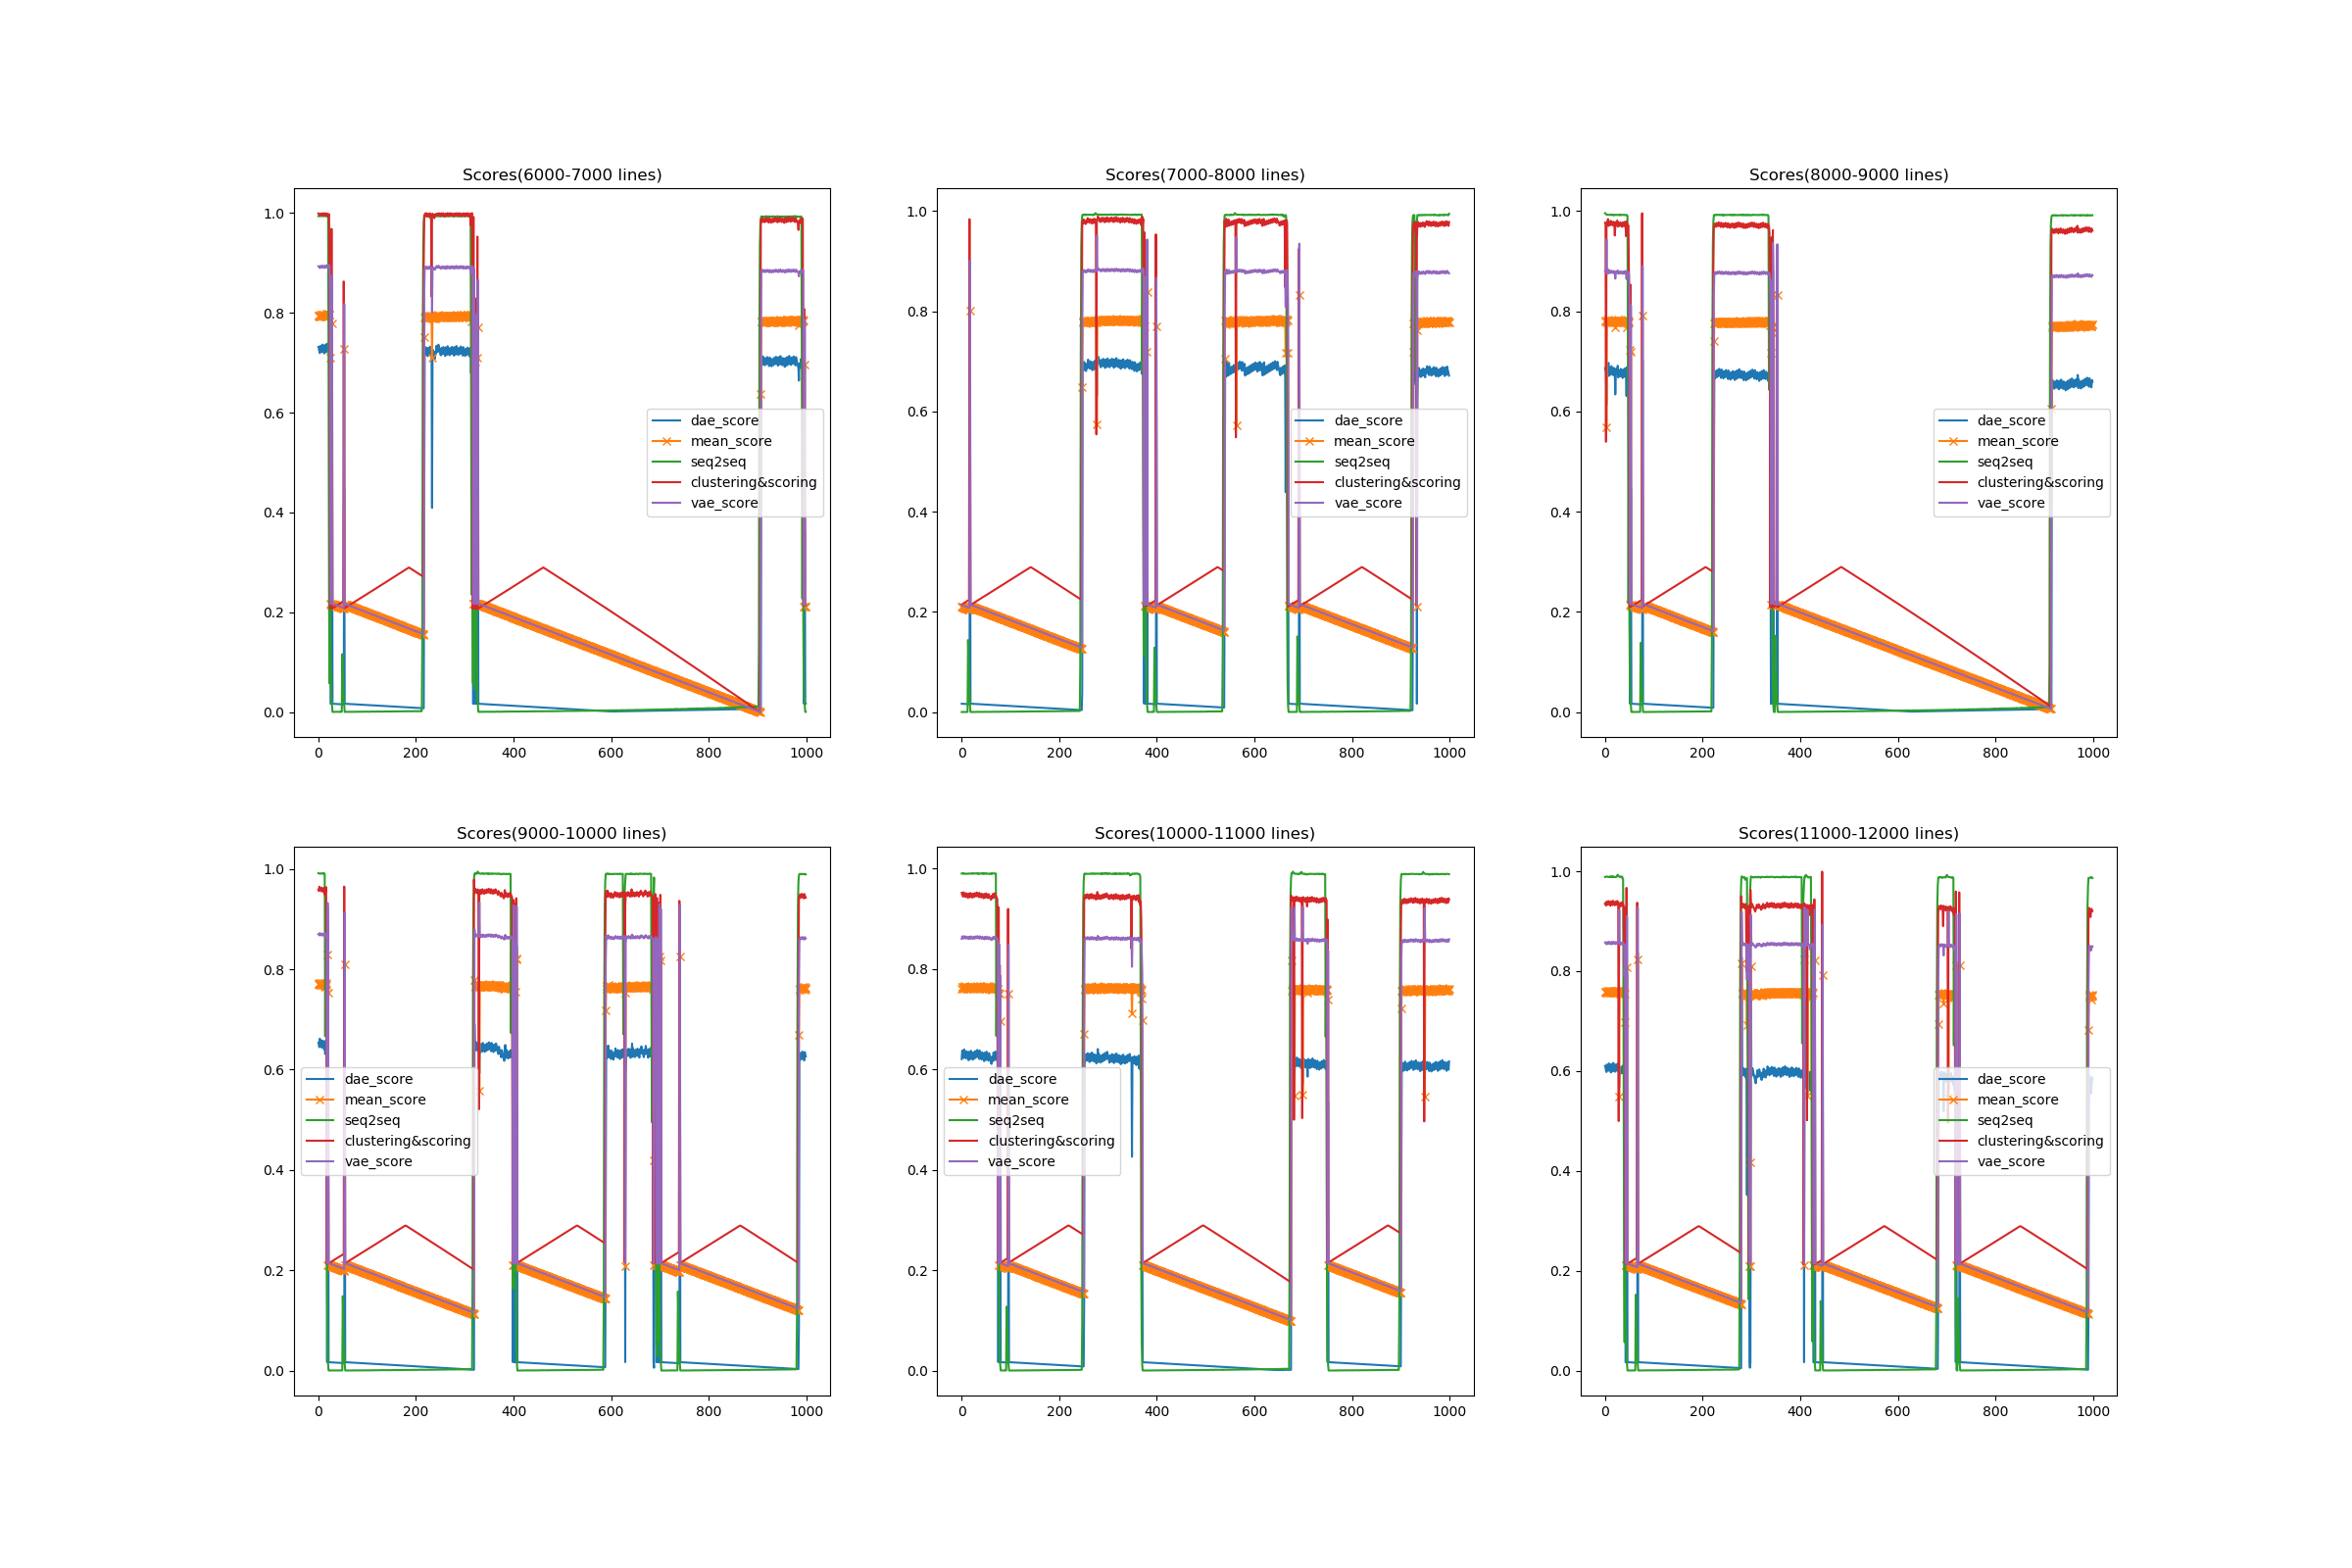 Scores(6000-7000 lines)
1.0
0.8
0.6
0.4
0.2
0.0
0 200 400 600 800 1000
dae_score
mean_score
seq2seq
clustering&scoring
vae_score
Scores(7000-8000 lines)
1.0
0.8
0.6
0.4
0.2
0.0
0 200 400 600 800 1000
dae_score
mean_score
seq2seq
clustering&scoring
vae_score
Scores(8000-9000 lines)
1.0
0.8
0.6
0.4
0.2
0.0
0 200 400 600 800 1000
dae_score
mean_score
seq2seq
clustering&scoring
vae_score
Scores(9000-10000 lines)
1.0
0.8
0.6
0.4
0.2
0.0
0 200 400 600 800 1000
dae_score
mean_score
seq2seq
clustering&scoring
vae_score
Scores(10000-11000 lines)
1.0
0.8
0.6
0.4
0.2
0.0
0 200 400 600 800 1000
dae_score
mean_score
seq2seq
clustering&scoring
vae_score
Scores(11000-12000 lines)
1.0
0.8
0.6
0.4
0.2
0.0
0 200 400 600 800 1000
dae_score
mean_score
seq2seq
clustering&scoring
vae_score